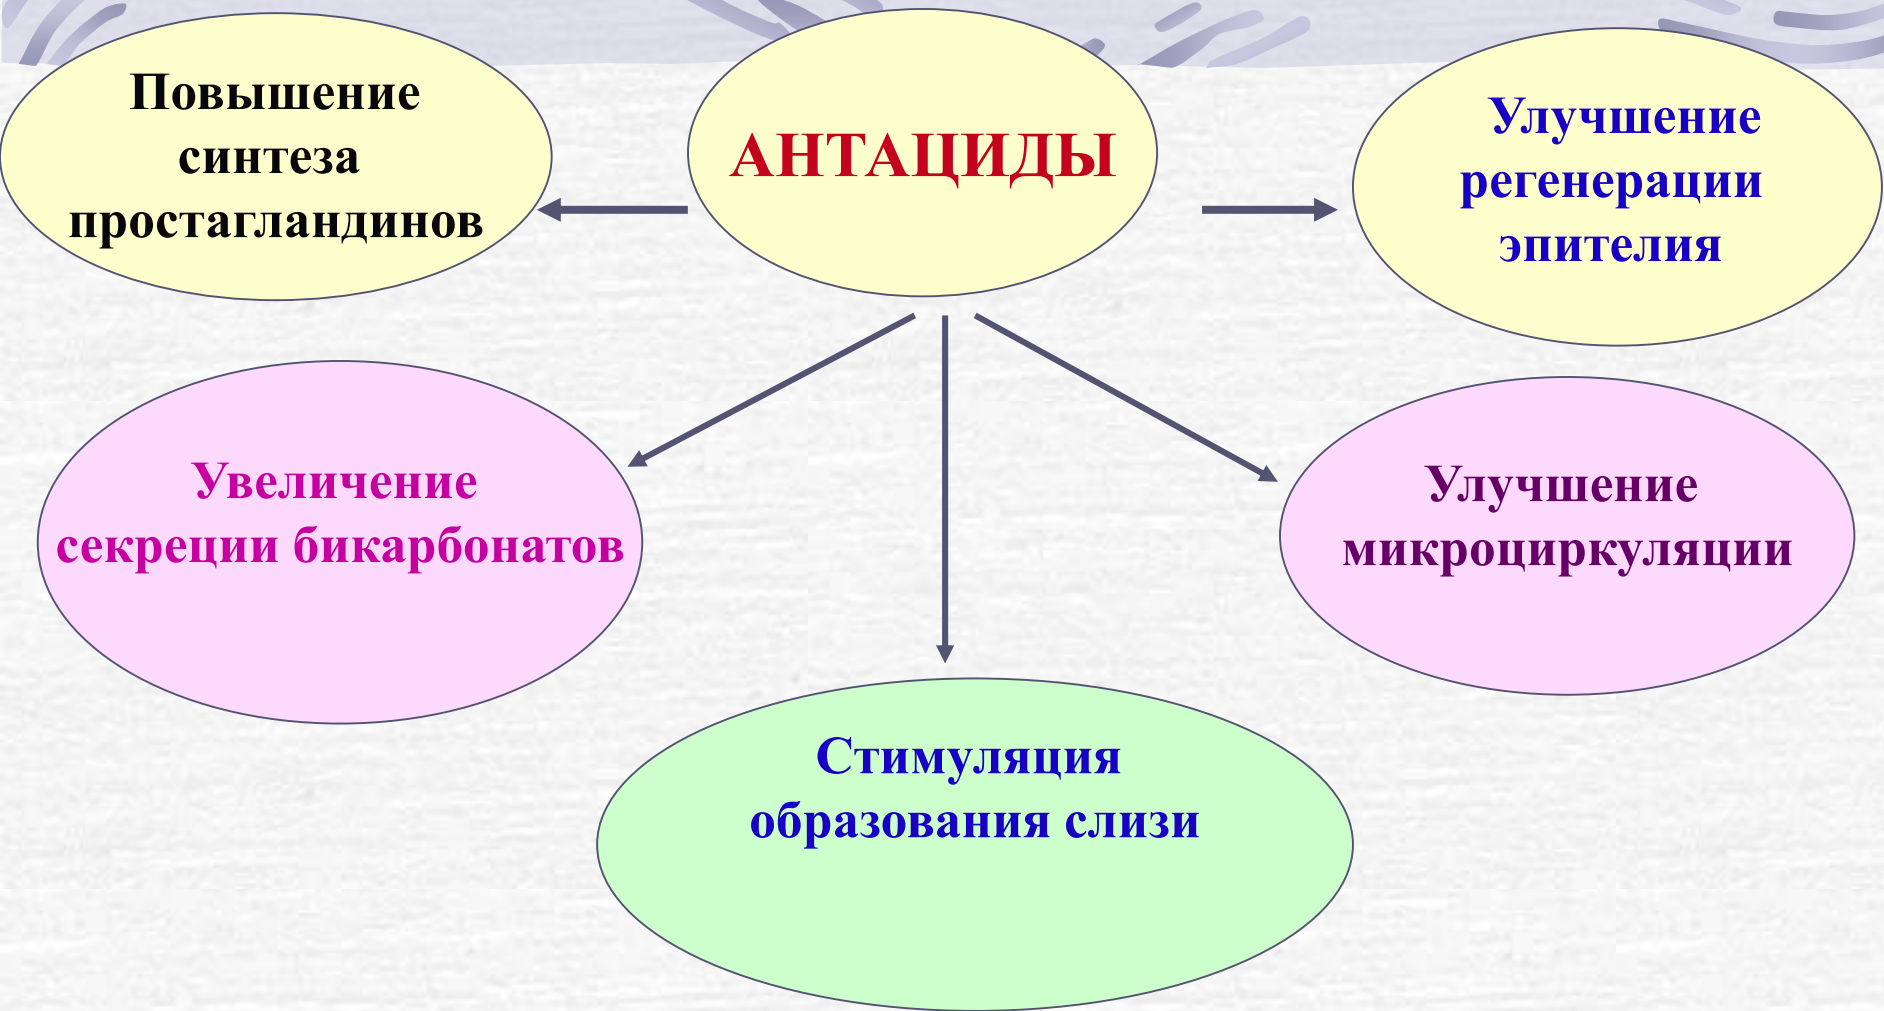 Повышение
синтеза
простагландинов
АНТАЦИДЫ
Улучшение
регенерации
эпителия
Увеличение
секреции бикарбонатов
Улучшение
микроциркуляции
Стимуляция
образования слизи